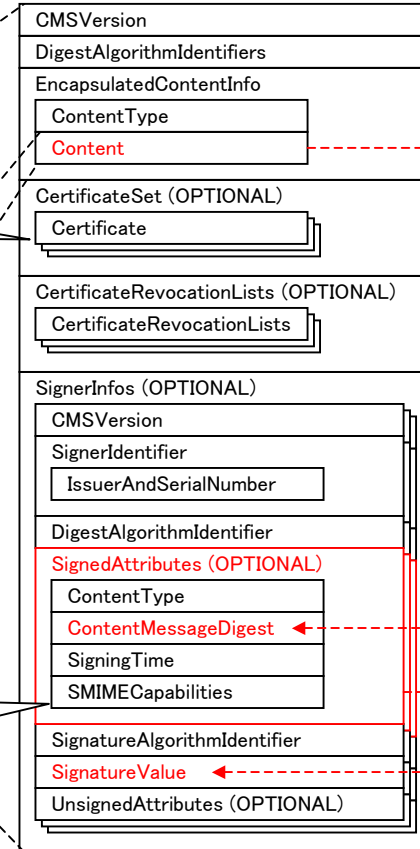 CMSVersion
DigestAlgorithmIdentifiers
EncapsulatedContentInfo
ContentType
Content
CertificateSet (OPTIONAL)
Certificate
CertificateRevocationLists (OPTIONAL)
CertificateRevocationLists
SignerInfos (OPTIONAL)
CMSVersion
SignerIdentifier
IssuerAndSerialNumber
DigestAlgorithmIdentifier
SignedAttributes (OPTIONAL)
ContentType
ContentMessageDigest
SigningTime
SMIMECapabilities
SignatureAlgorithmIdentifier
SignatureValue
UnsignedAttributes (OPTIONAL)